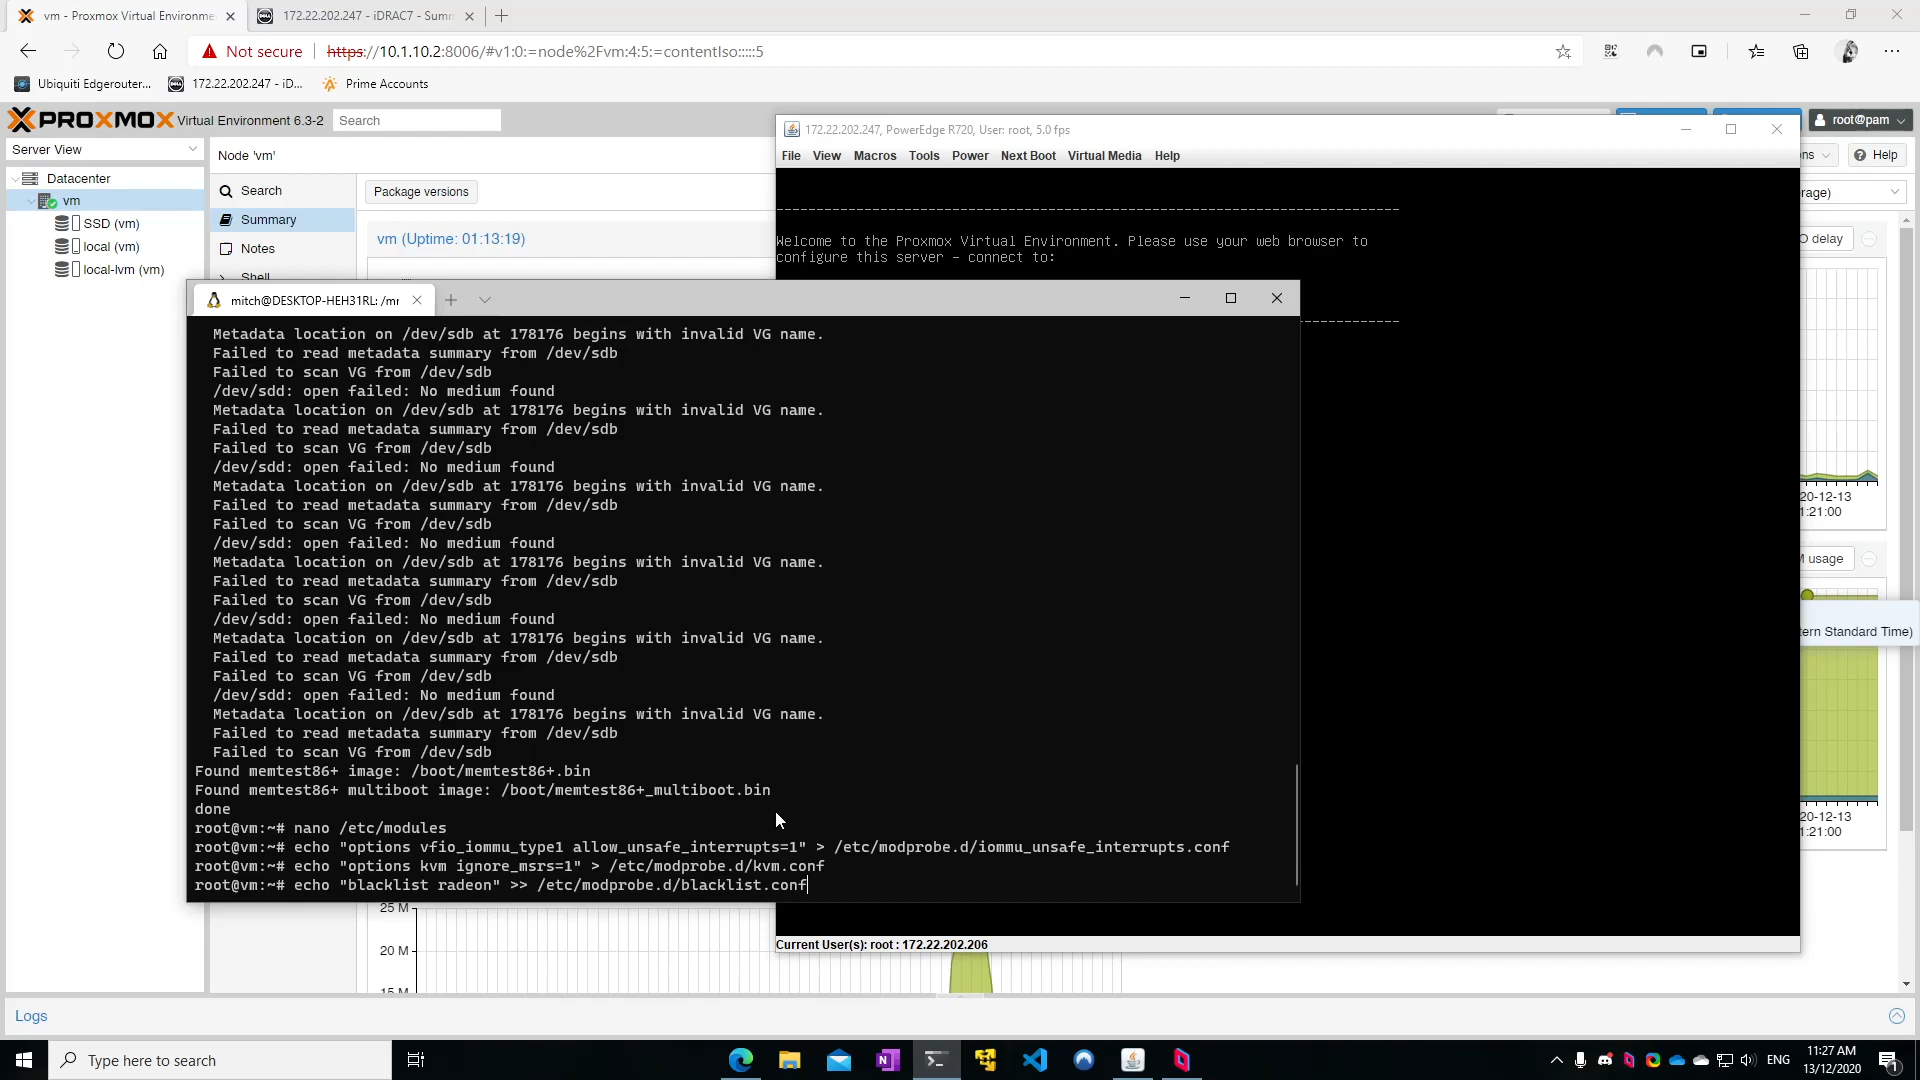 vm - Proxmox Virtual Environme
172.22.202.247 - iDRAC7 - Summ
Not secure
https://10.1.10.2:8006/#v1:0:=node%2Fvm:4:5:=contentIso:::::5
Ubiquiti Edgerouter...
172.22.202.247 - iD...
Prime Accounts
PROXMOX Virtual Environment 6.3-2
Search
root@pam
Server View
Node 'vm'
Help
Datacenter
vm
SSD (vm)
local (vm)
local-lvm (vm)
Search
Summary
Notes
Shell
Package versions
vm (Uptime: 01:13:19)
172.22.202.247, PowerEdge R720, User: root, 5.0 fps
File View Macros Tools Power Next Boot Virtual Media Help
--------------------------------------------------------------------------------
Welcome to the Proxmox Virtual Environment. Please use your web browser to
configure this server - connect to:
ns
rage)
O delay
mitch@DESKTOP-HEH31RL: /mr
Metadata location on /dev/sdb at 178176 begins with invalid VG name.
Failed to read metadata summary from /dev/sdb
Failed to scan VG from /dev/sdb
/dev/sdd: open failed: No medium found
Metadata location on /dev/sdb at 178176 begins with invalid VG name.
Failed to read metadata summary from /dev/sdb
Failed to scan VG from /dev/sdb
/dev/sdd: open failed: No medium found
Metadata location on /dev/sdb at 178176 begins with invalid VG name.
Failed to read metadata summary from /dev/sdb
Failed to scan VG from /dev/sdb
/dev/sdd: open failed: No medium found
Metadata location on /dev/sdb at 178176 begins with invalid VG name.
Failed to read metadata summary from /dev/sdb
Failed to scan VG from /dev/sdb
/dev/sdd: open failed: No medium found
Metadata location on /dev/sdb at 178176 begins with invalid VG name.
Failed to read metadata summary from /dev/sdb
Failed to scan VG from /dev/sdb
/dev/sdd: open failed: No medium found
Metadata location on /dev/sdb at 178176 begins with invalid VG name.
Failed to read metadata summary from /dev/sdb
Failed to scan VG from /dev/sdb
Found memtest86+ image: /boot/memtest86+.bin
Found memtest86+ multiboot image: /boot/memtest86+_multiboot.bin
done
root@vm:~# nano /etc/modules
root@vm:~# echo "options vfio_iommu_type1 allow_unsafe_interrupts=1" > /etc/modprobe.d/iommu_unsafe_interrupts.conf
root@vm:~# echo "options kvm ignore_msrs=1" > /etc/modprobe.d/kvm.conf
root@vm:~# echo "blacklist radeon" >> /etc/modprobe.d/blacklist.conf
20-12-13
1:21:00
M usage
tern Standard Time)
20-12-13
1:21:00
25 M
20 M
15 M
Current User(s): root : 172.22.202.206
Logs
Type here to search
ENG
11:27 AM
13/12/2020
1